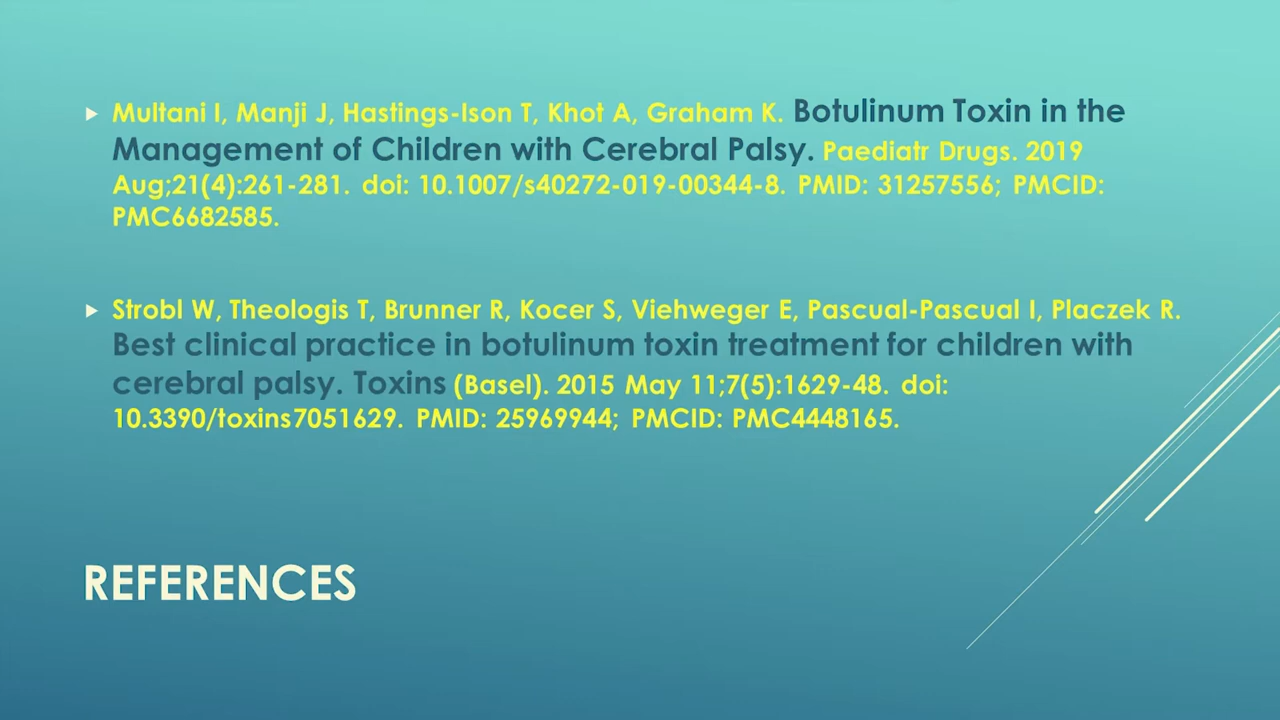 Multani I, Manji J, Hastings-Ison T, Khot A, Graham K. Botulinum Toxin in the
Management of Children with Cerebral Palsy. Paediatr Drugs. 2019
Aug;21(4):261-281. doi: 10.1007/s40272-019-00344-8. PMID: 31257556; PMCID:
PMC6682585.
Strobl W, Theologis T, Brunner R, Kocer S, Viehweger E, Pascual-Pascual I, Placzek R.
Best clinical practice in botulinum toxin treatment for children with
cerebral palsy. Toxins (Basel). 2015 May 11;7(5):1629-48. doi:
10.3390/toxins7051629. PMID: 25969944; PMCID: PMC4448165.
REFERENCES